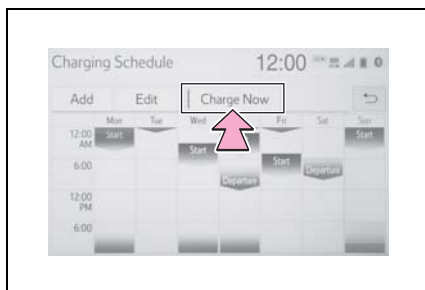 Charging Schedule 12:00
Add Edit Charge Now
Mon Tue Wed Fri Sat Sun
12:00 AM Start Start Start Start
6:00 Departure Departure
12:00 PM
6:00